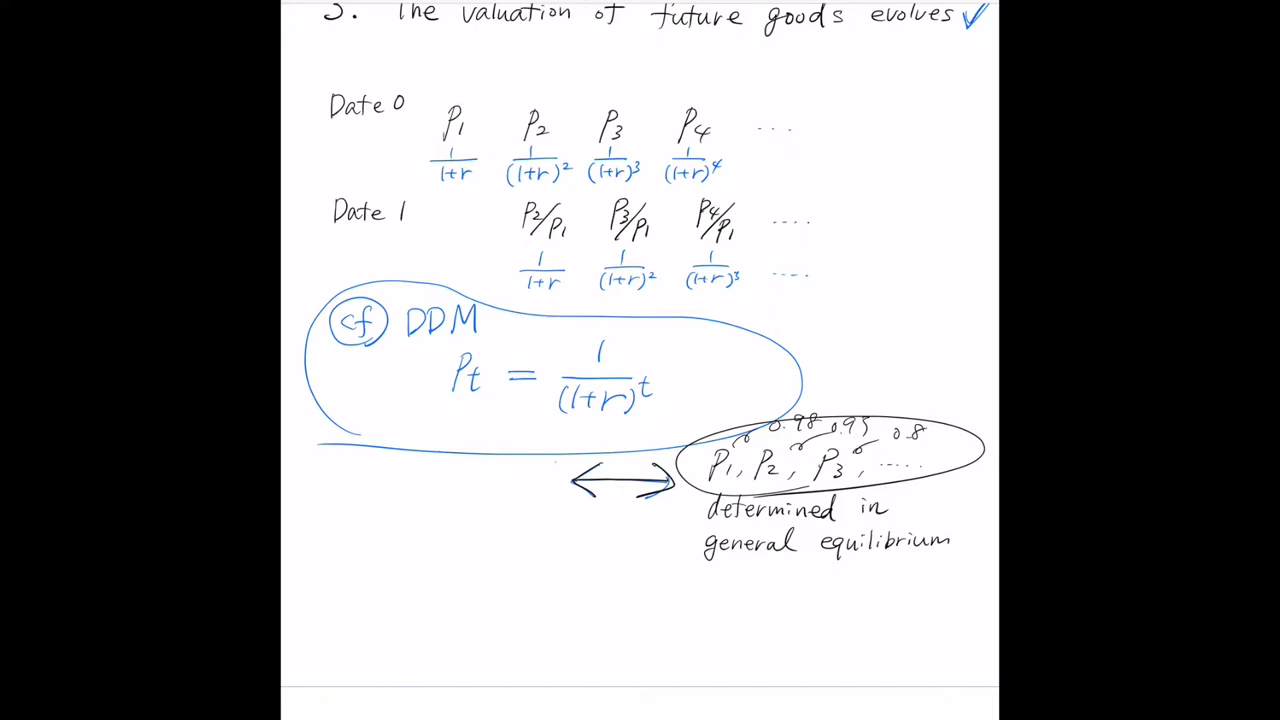 3. The valuation of future goods evolves ✓
Date 0 P₁ P₂ P₃ P₄ ....
1/(1+r) 1/(1+r)² 1/(1+r)³ 1/(1+r)⁴
Date 1 P₂/P₁ P₃/P₁ P₄/P₁ ....
1/(1+r) 1/(1+r)² 1/(1+r)³ ....
cf DDM
Pt = 1/(1+r)^t
0.98 0.95 0.8
P₁, P₂, P₃, .....
determined in
general equilibrium